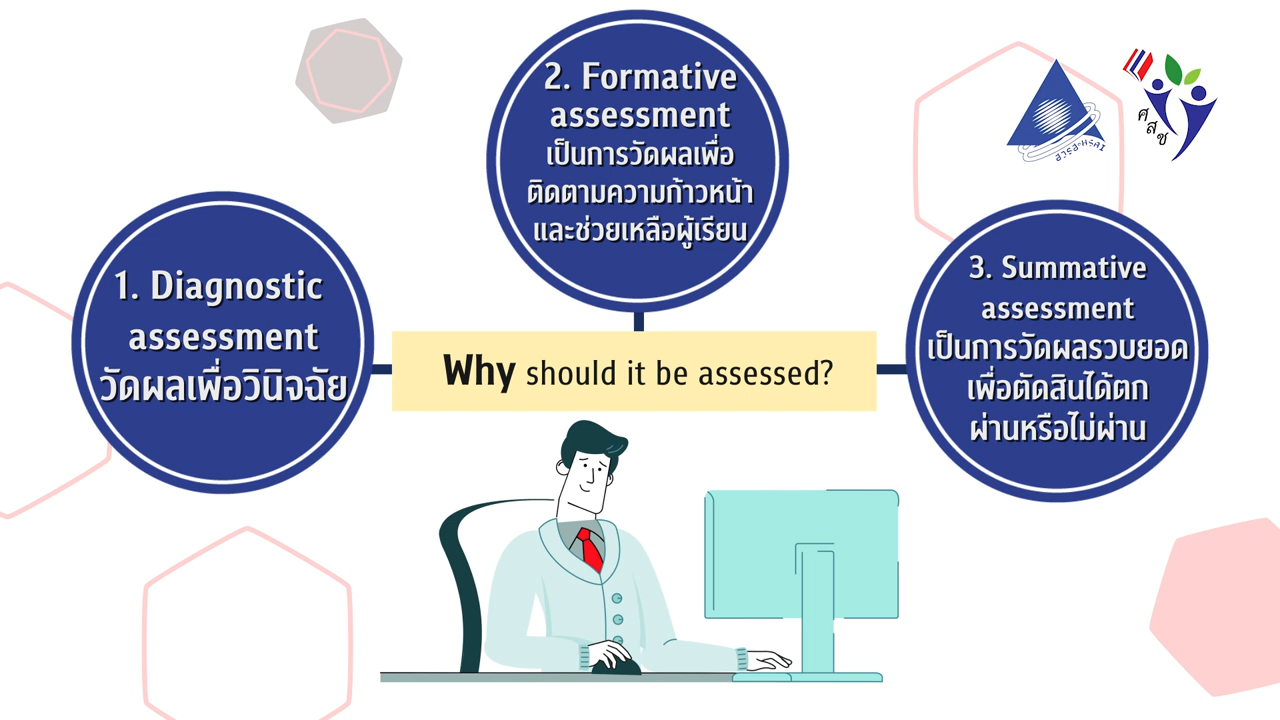 1. Diagnostic
assessment
วัดผลเพื่อวินิจฉัย
2. Formative
assessment
เป็นการวัดผลเพื่อ
ติดตามความก้าวหน้า
และช่วยเหลือผู้เรียน
3. Summative
assessment
เป็นการวัดผลรวบยอด
เพื่อตัดสินได้ตก
ผ่านหรือไม่ผ่าน
Why should it be assessed?
ศสช